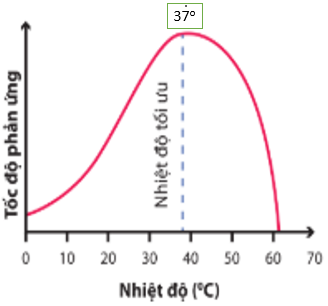 37°
Tốc độ phản ứng
Nhiệt độ tối ưu
0 10 20 30 40 50 60 70
Nhiệt độ (ºC)